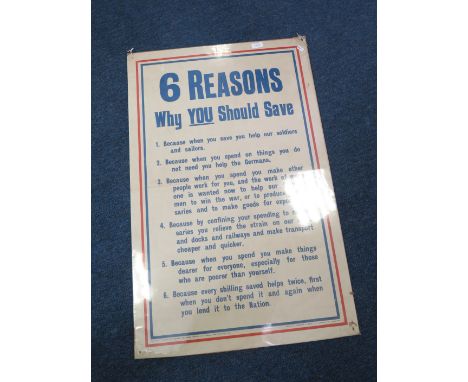 6 REASONS
Why YOU Should Save
1. Because when you save you help our soldiers
and sailors.
2. Because when you spend on things you do
not need you help the Germans.
3. Because when you spend you make other
people work for you, and the work of
one is wanted now to help our
men to win the war, or to produce
saries and to make goods for
4. Because by confining your spending to
saries you relieve the strain on our
and docks and railways and make transport
cheaper and quicker.
5. Because when you spend you make things
dearer for everyone, especially for those
who are poorer than yourself.
6. Because every shilling saved helps twice, first
when you don't spend it and again when
you lend it to the Nation.